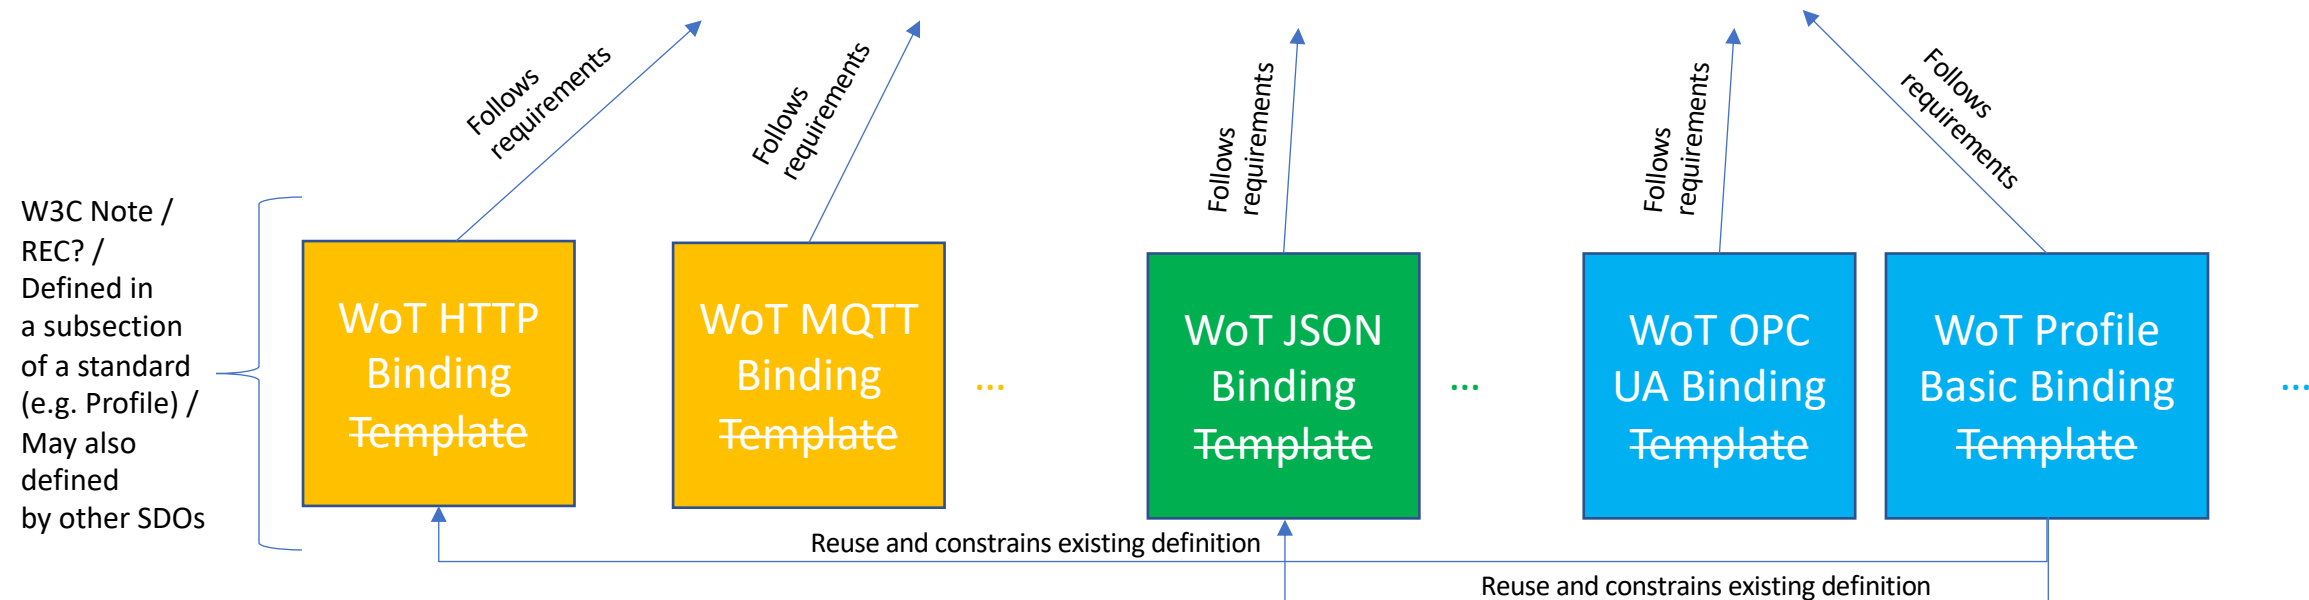 Follows
requirements
Follows
requirements
Follows
requirements
Follows
requirements
Follows
requirements
W3C Note /
REC? /
Defined in
a subsection
of a standard
(e.g. Profile) /
May also
defined
by other SDOs
WoT HTTP
Binding
Template
WoT MQTT
Binding
Template
...
WoT JSON
Binding
Template
...
WoT OPC
UA Binding
Template
WoT Profile
Basic Binding
Template
...
Reuse and constrains existing definition
Reuse and constrains existing definition